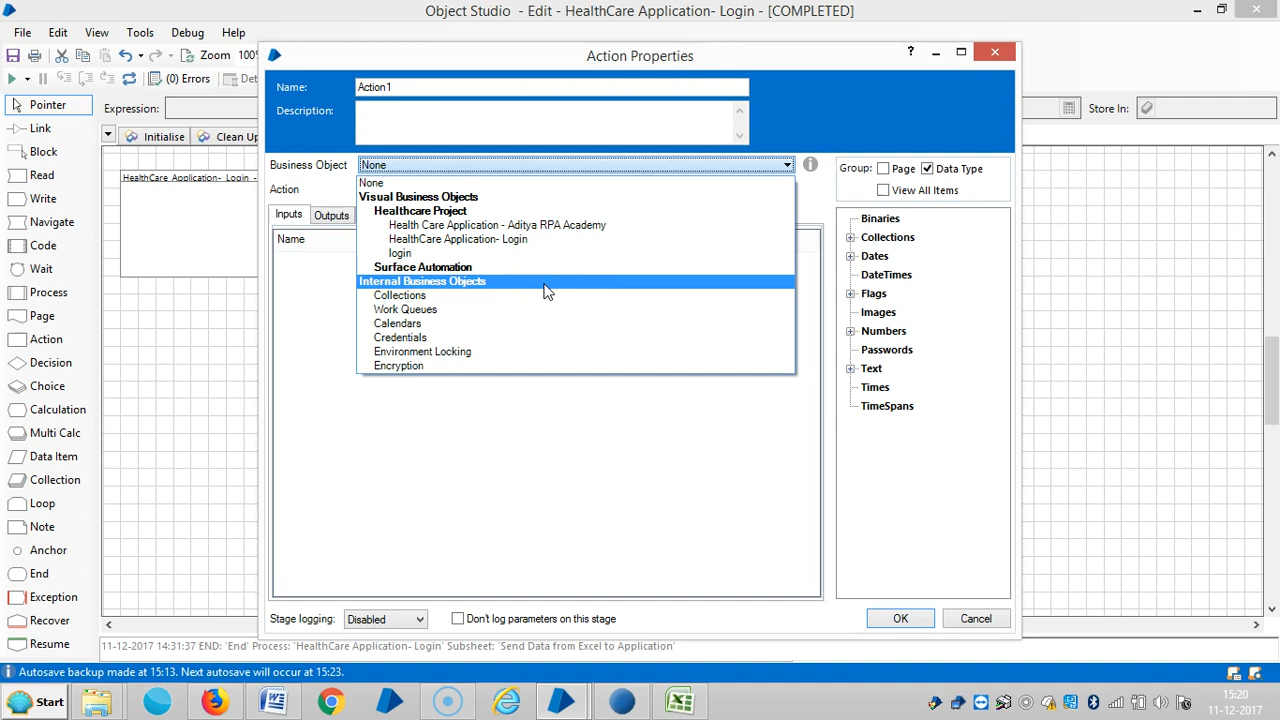 Object Studio - Edit - HealthCare Application- Login - [COMPLETED]
File Edit View Tools Debug Help
Zoom 100%
(0) Errors
Action Properties
Name: Action1
Description:
Expression:
Store In:
Initialise
Clean Up
HealthCare Application - Login -
Pointer
Link
Block
Read
Write
Navigate
Code
Wait
Process
Page
Action
Decision
Choice
Calculation
Multi Calc
Data Item
Collection
Loop
Note
Anchor
End
Exception
Recover
Resume
Business Object None
Action
Inputs Outputs
Name
None
Visual Business Objects
Healthcare Project
Health Care Application - Aditya RPA Academy
HealthCare Application- Login
login
Surface Automation
Internal Business Objects
Collections
Work Queues
Calendars
Credentials
Environment Locking
Encryption
Group: Page Data Type
View All Items
Binaries
Collections
Dates
DateTimes
Flags
Images
Numbers
Passwords
Text
Times
TimeSpans
Stage logging: Disabled Don't log parameters on this stage
OK Cancel
11-12-2017 14:31:37 END: 'End' Process: 'HealthCare Application- Login' Subsheet: 'Send Data from Excel to Application'
Autosave backup made at 15:13. Next autosave will occur at 15:23.
Start
15:20
11-12-2017